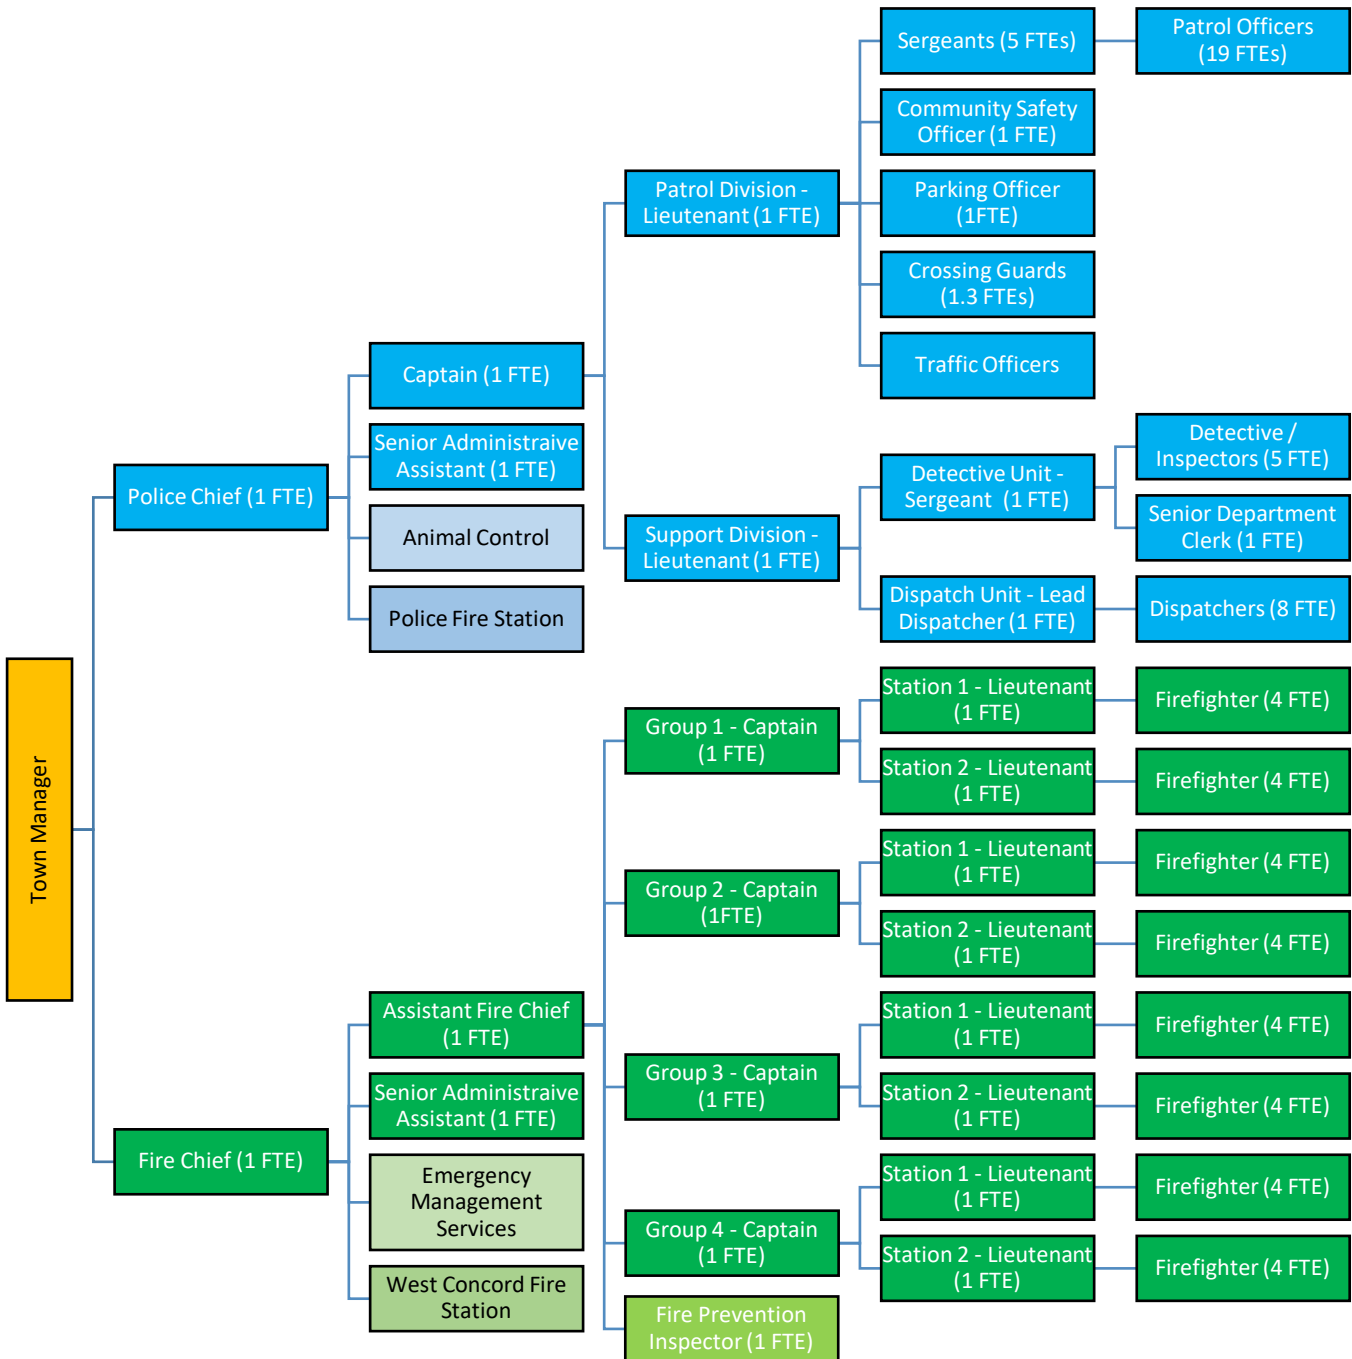 Town Manager
Police Chief (1 FTE)
Captain (1 FTE)
Senior Administraive
Assistant (1 FTE)
Animal Control
Police Fire Station
Patrol Division -
Lieutenant (1 FTE)
Sergeants (5 FTEs)
Patrol Officers
(19 FTEs)
Community Safety
Officer (1 FTE)
Parking Officer
(1FTE)
Crossing Guards
(1.3 FTEs)
Traffic Officers
Support Division -
Lieutenant (1 FTE)
Detective Unit -
Sergeant (1 FTE)
Detective /
Inspectors (5 FTE)
Senior Department
Clerk (1 FTE)
Dispatch Unit - Lead
Dispatcher (1 FTE)
Dispatchers (8 FTE)
Fire Chief (1 FTE)
Assistant Fire Chief
(1 FTE)
Senior Administraive
Assistant (1 FTE)
Emergency
Management
Services
West Concord Fire
Station
Group 1 - Captain
(1 FTE)
Station 1 - Lieutenant
(1 FTE)
Firefighter (4 FTE)
Station 2 - Lieutenant
(1 FTE)
Firefighter (4 FTE)
Group 2 - Captain
(1FTE)
Station 1 - Lieutenant
(1 FTE)
Firefighter (4 FTE)
Station 2 - Lieutenant
(1 FTE)
Firefighter (4 FTE)
Group 3 - Captain
(1 FTE)
Station 1 - Lieutenant
(1 FTE)
Firefighter (4 FTE)
Station 2 - Lieutenant
(1 FTE)
Firefighter (4 FTE)
Group 4 - Captain
(1 FTE)
Station 1 - Lieutenant
(1 FTE)
Firefighter (4 FTE)
Station 2 - Lieutenant
(1 FTE)
Firefighter (4 FTE)
Fire Prevention
Inspector (1 FTE)